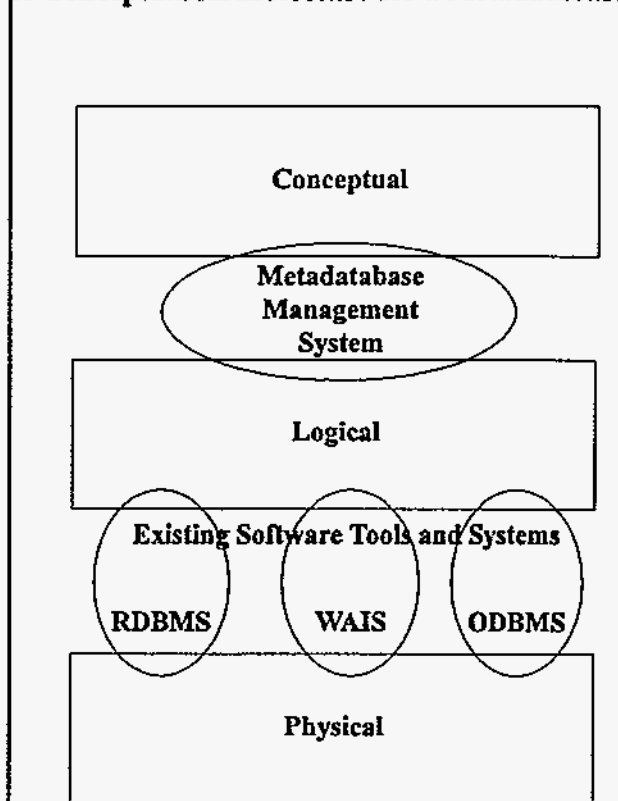 Conceptual
Metadatabase
Management
System
Logical
Existing Software Tools and Systems
RDBMS WAIS ODBMS
Physical